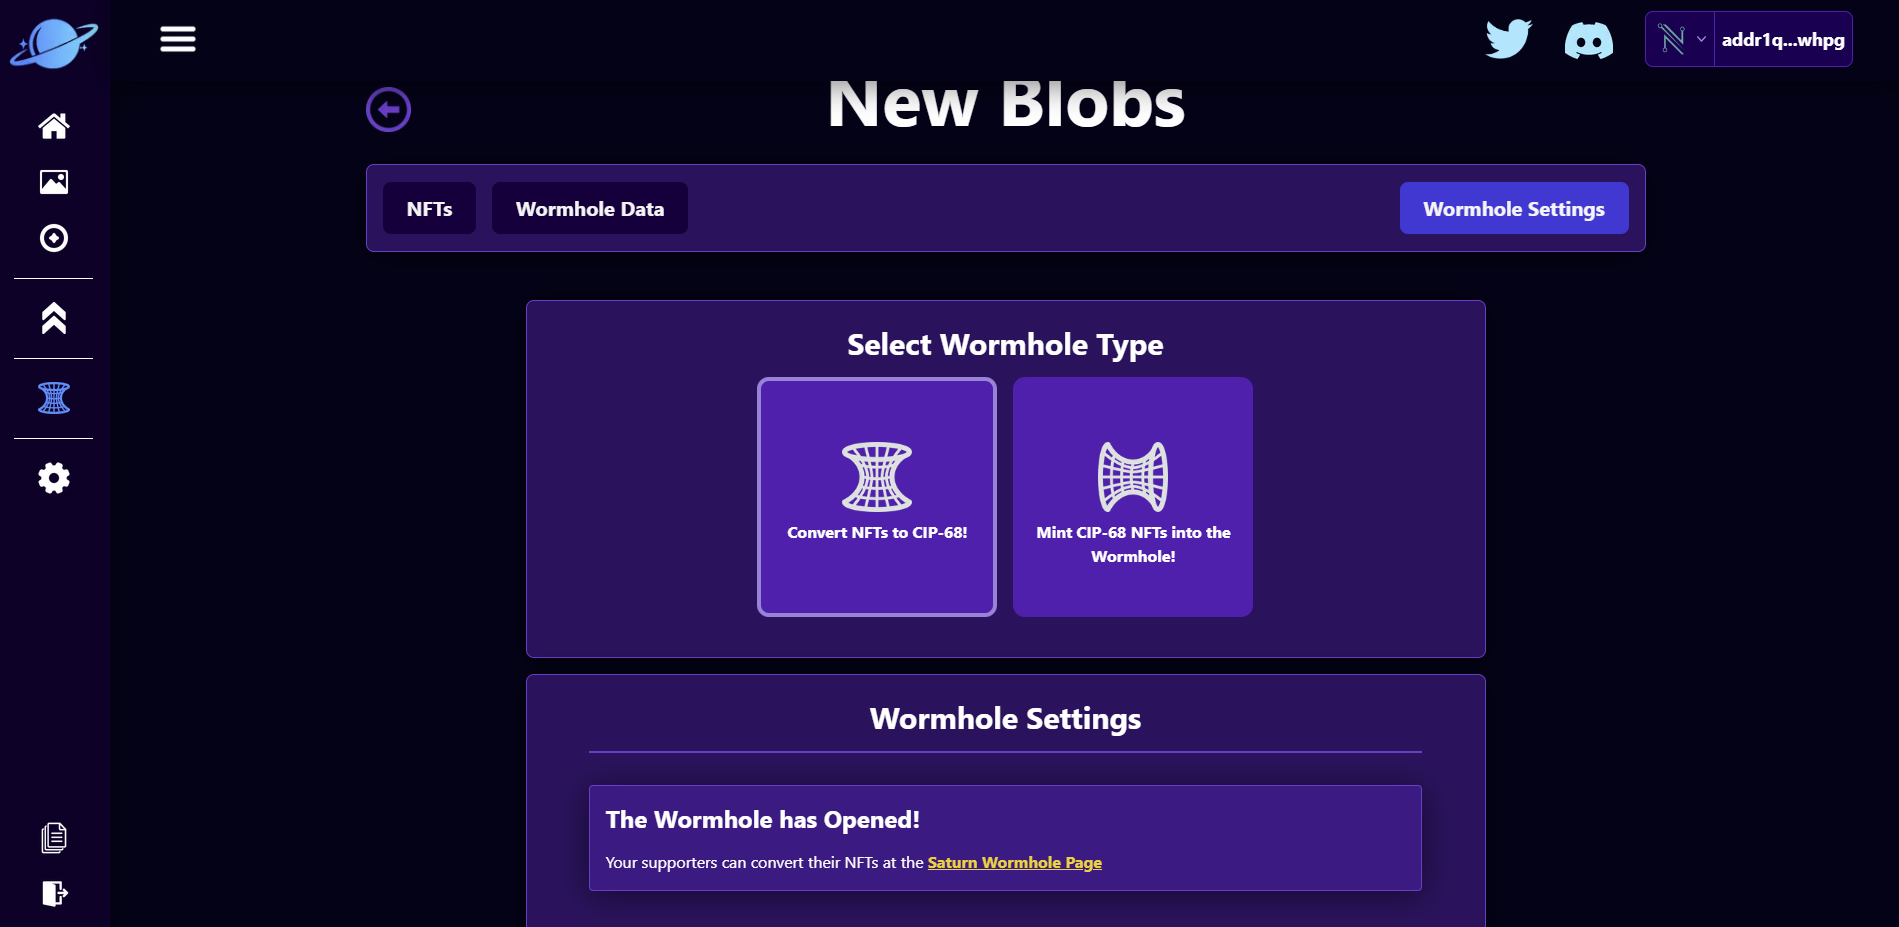 addr1q...whpg
New Blobs
NFTs
Wormhole Data
Wormhole Settings
Select Wormhole Type
Convert NFTs to CIP-68!
Mint CIP-68 NFTs into the
Wormhole!
Wormhole Settings
The Wormhole has Opened!
Your supporters can convert their NFTs at the Saturn Wormhole Page